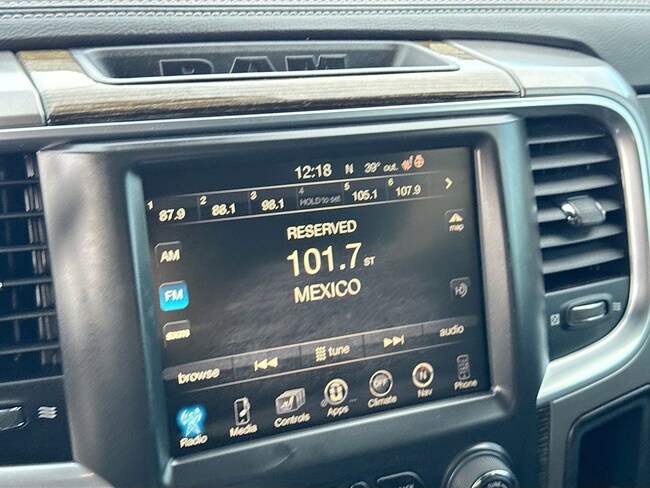 RAM
12:18 N 39° out.
1 87.9 2 88.1 3 98.1 4 HOLD to set 5 105.1 6 107.9
RESERVED
map
AM
101.7 ST
FM
MEXICO
browse tune audio
Radio Media Controls Apps ... Climate Nav Phone
OFF
N